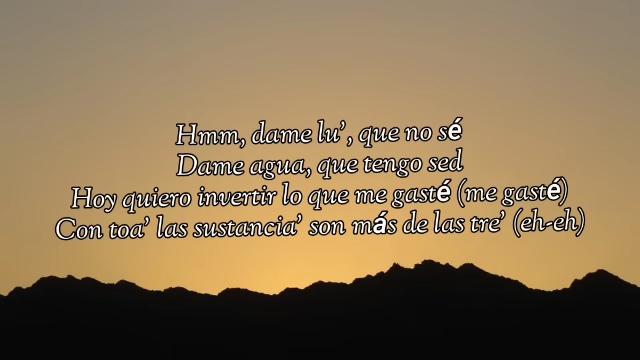 Hmm, dame lu', que no sé
Dame agua, que tengo sed
Hoy quiero invertir lo que me gasté (me gasté)
Con toa' las sustancia' son más de las tre' (eh-eh)